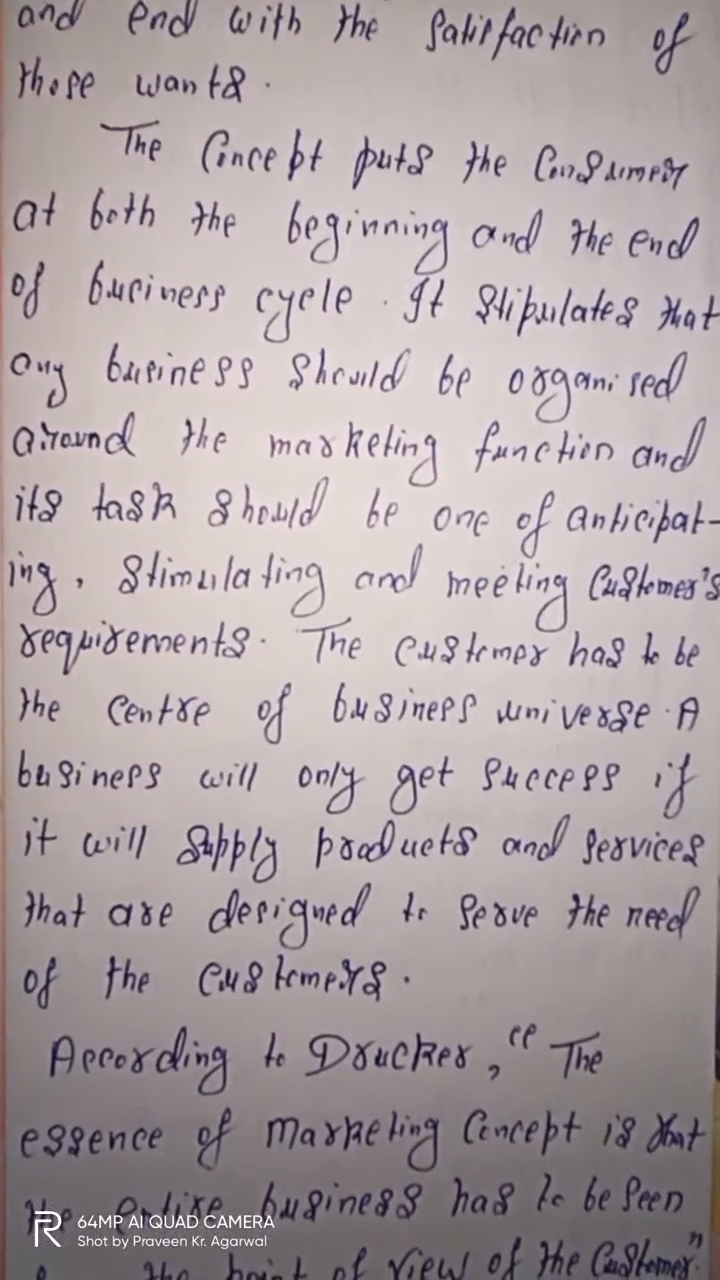 and end with the satisfaction of
those wants.
The Concept puts the Consumer
at both the beginning and the end
of business cycle. It stipulates that
any business should be organised
around the marketing function and
its task should be one of anticipat-
ing, stimulating and meeting Customer's
requirements. The customer has to be
the centre of business universe. A
business will only get success if
it will supply products and services
that are designed to serve the need
of the customers.
According to Drucker, "The
essence of marketing Concept is that
the entire business has to be seen
the point of view of the Customer."
64MP AI QUAD CAMERA
Shot by Praveen Kr. Agarwal